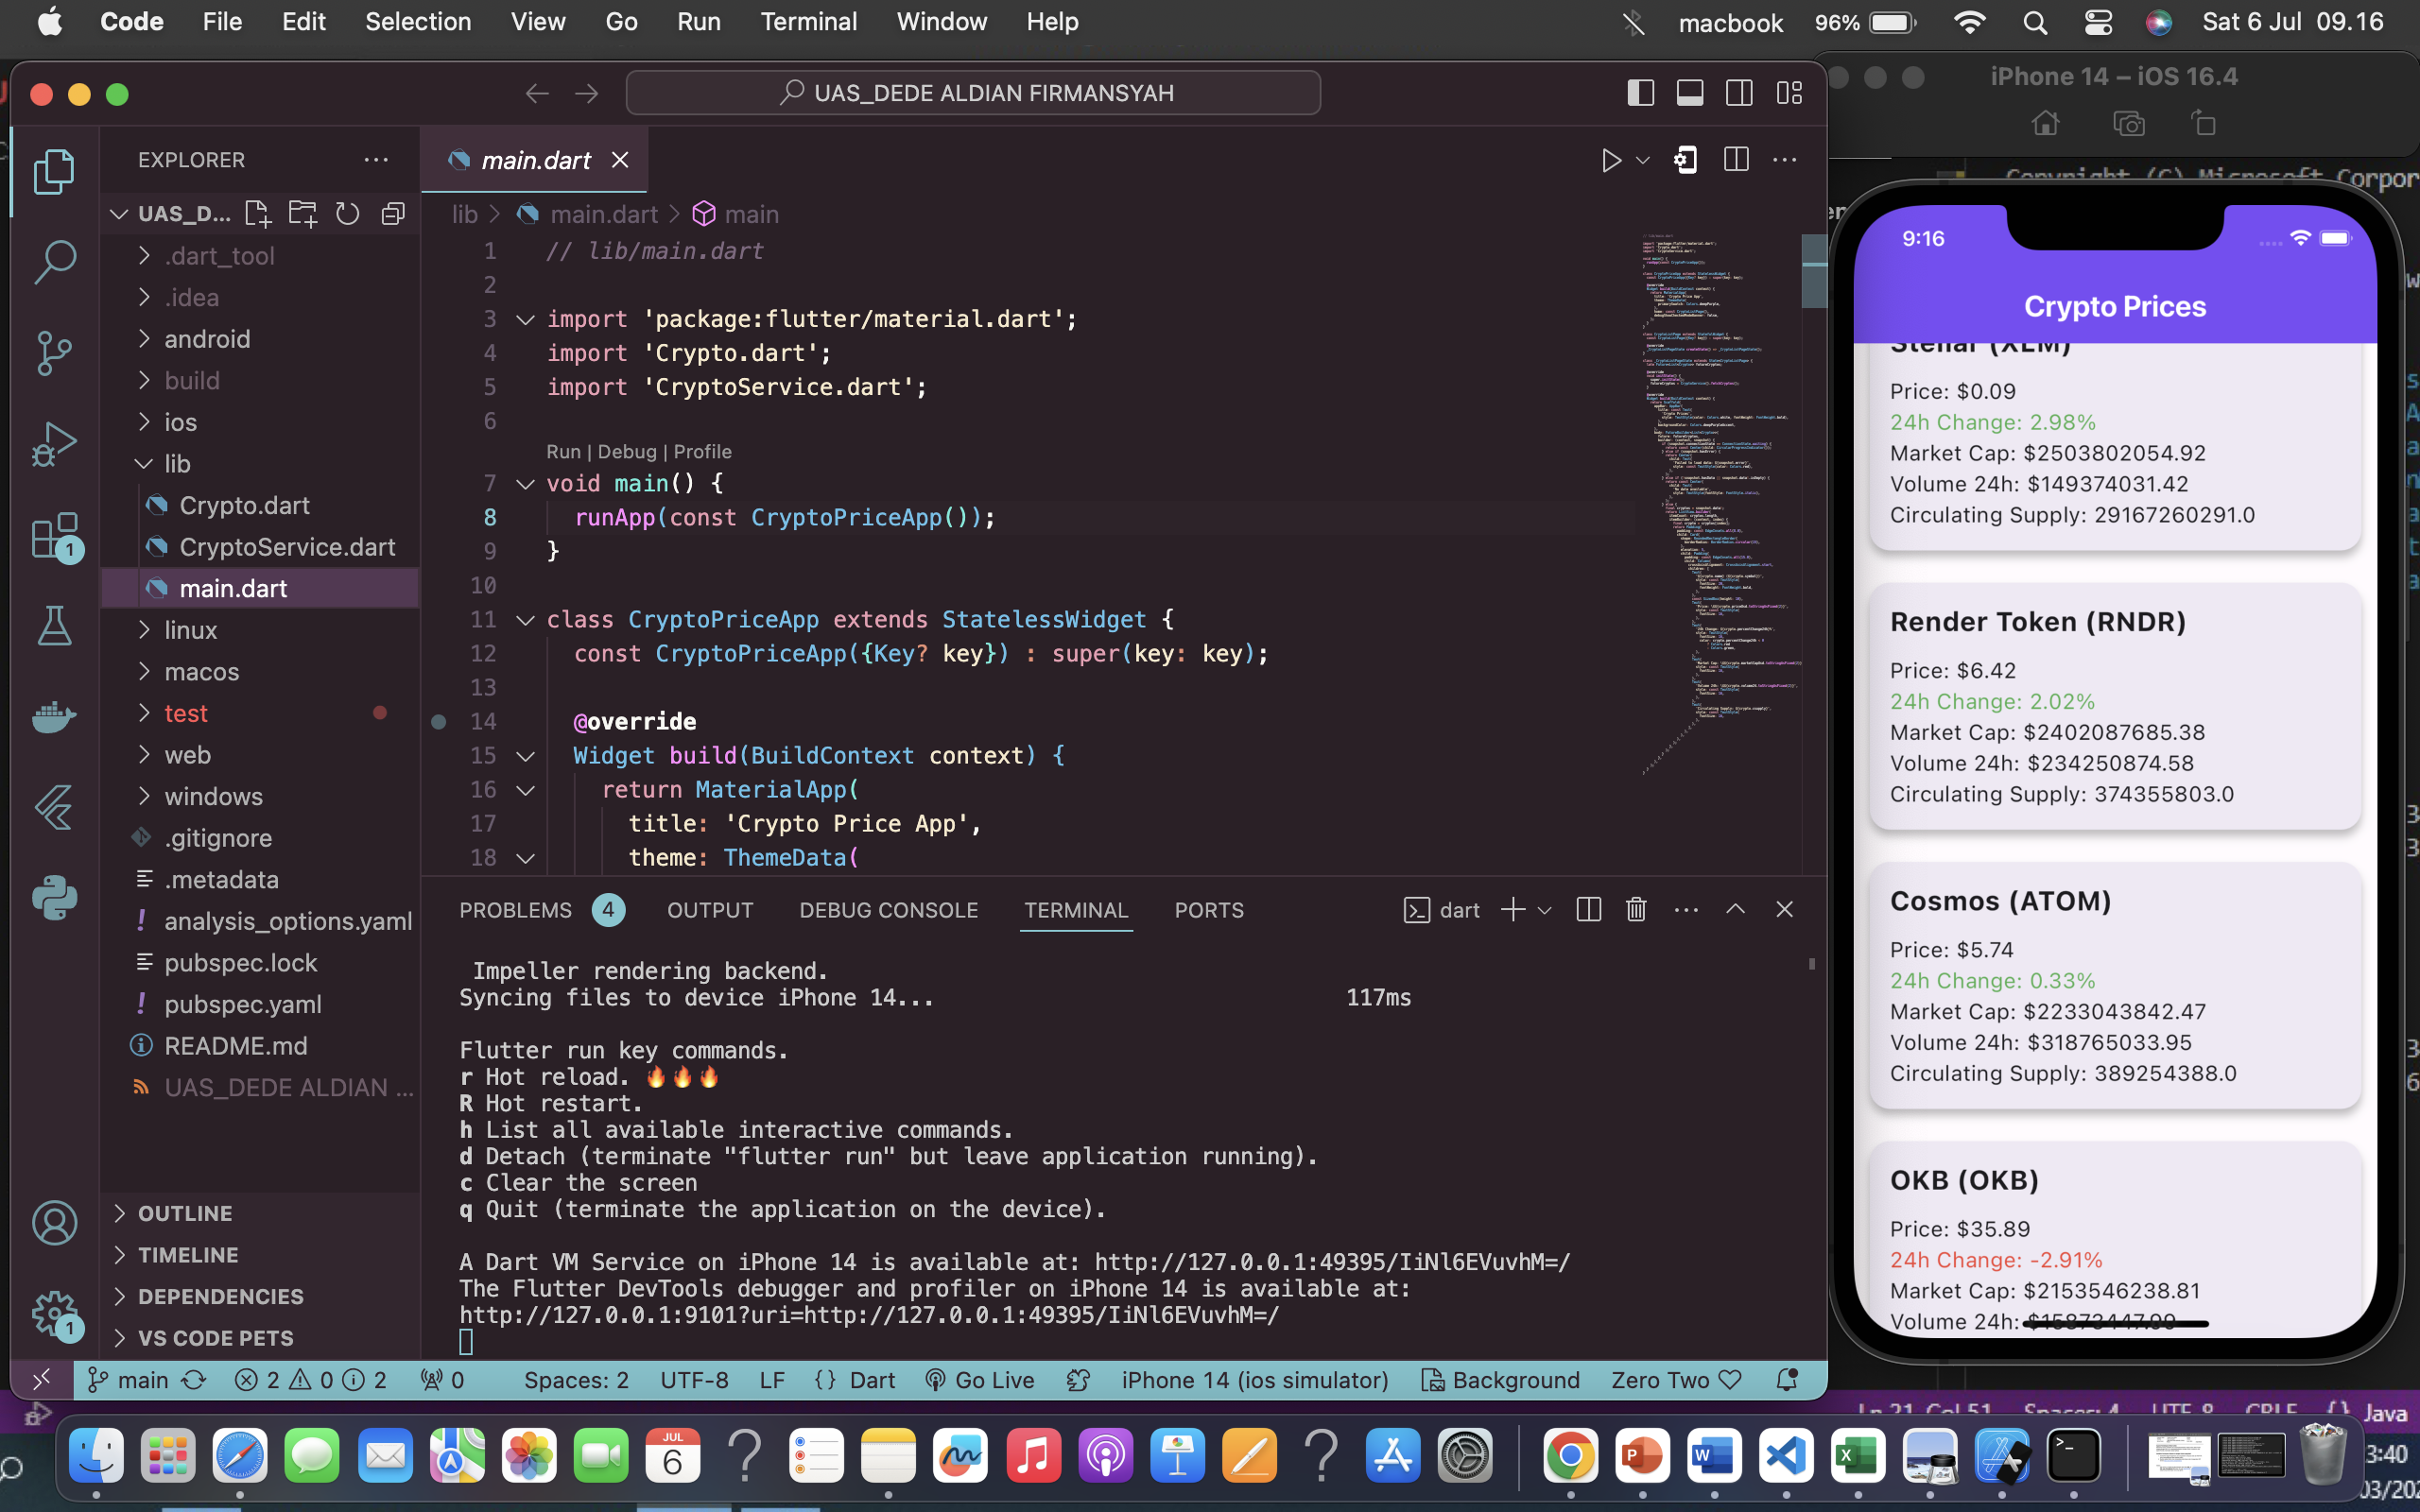 Code File Edit Selection View Go Run Terminal Window Help
macbook 96% Sat 6 Jul 09.16
UAS_DEDE ALDIAN FIRMANSYAH
EXPLORER
UAS_D...
.dart_tool
.idea
android
build
ios
lib
Crypto.dart
CryptoService.dart
main.dart
linux
macos
test
web
windows
.gitignore
.metadata
analysis_options.yaml
pubspec.lock
pubspec.yaml
README.md
UAS_DEDE ALDIAN ...
OUTLINE
TIMELINE
DEPENDENCIES
VS CODE PETS
1
1
main.dart
lib > main.dart > main
1 // lib/main.dart
2
3 import 'package:flutter/material.dart';
4 import 'Crypto.dart';
5 import 'CryptoService.dart';
6
Run | Debug | Profile
7 void main() {
8 runApp(const CryptoPriceApp());
9 }
10
11 class CryptoPriceApp extends StatelessWidget {
12 const CryptoPriceApp({Key? key}) : super(key: key);
13
14 @override
15 Widget build(BuildContext context) {
16 return MaterialApp(
17 title: 'Crypto Price App',
18 theme: ThemeData(
PROBLEMS 4 OUTPUT DEBUG CONSOLE TERMINAL PORTS
dart
Impeller rendering backend.
Syncing files to device iPhone 14... 117ms
Flutter run key commands.
r Hot reload. 🔥🔥🔥
R Hot restart.
h List all available interactive commands.
d Detach (terminate "flutter run" but leave application running).
c Clear the screen
q Quit (terminate the application on the device).
A Dart VM Service on iPhone 14 is available at: http://127.0.0.1:49395/IiNl6EVuvhM=/
The Flutter DevTools debugger and profiler on iPhone 14 is available at:
http://127.0.0.1:9101?uri=http://127.0.0.1:49395/IiNl6EVuvhM=/
main 2 0 2 0 Spaces: 2 UTF-8 LF {} Dart Go Live iPhone 14 (ios simulator) Background Zero Two
iPhone 14 – iOS 16.4
Copyright (C) Microsoft Corpor
9:16
Crypto Prices
Stellar (XLM)
Price: $0.09
24h Change: 2.98%
Market Cap: $2503802054.92
Volume 24h: $149374031.42
Circulating Supply: 29167260291.0
Render Token (RNDR)
Price: $6.42
24h Change: 2.02%
Market Cap: $2402087685.38
Volume 24h: $234250874.58
Circulating Supply: 374355803.0
Cosmos (ATOM)
Price: $5.74
24h Change: 0.33%
Market Cap: $2233043842.47
Volume 24h: $318765033.95
Circulating Supply: 389254388.0
OKB (OKB)
Price: $35.89
24h Change: -2.91%
Market Cap: $2153546238.81
Volume 24h:
Ln 21, Col 51 Spaces: 4 UTF-8 CRLF {} Java
JUL
6
3:40
03/202